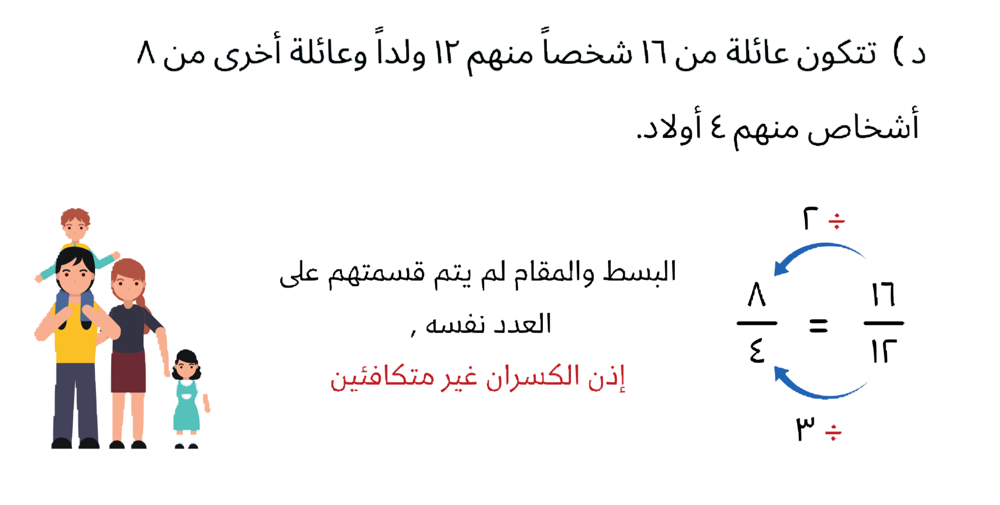 د ) تتكون عائلة من ١٦ شخصاً منهم ١٢ ولداً وعائلة أخرى من ٨
أشخاص منهم ٤ أولاد.
÷ ٢
١٦ = ٨
١٢ ٤
÷ ٣
البسط والمقام لم يتم قسمتهم على
العدد نفسه ,
إذن الكسران غير متكافئين